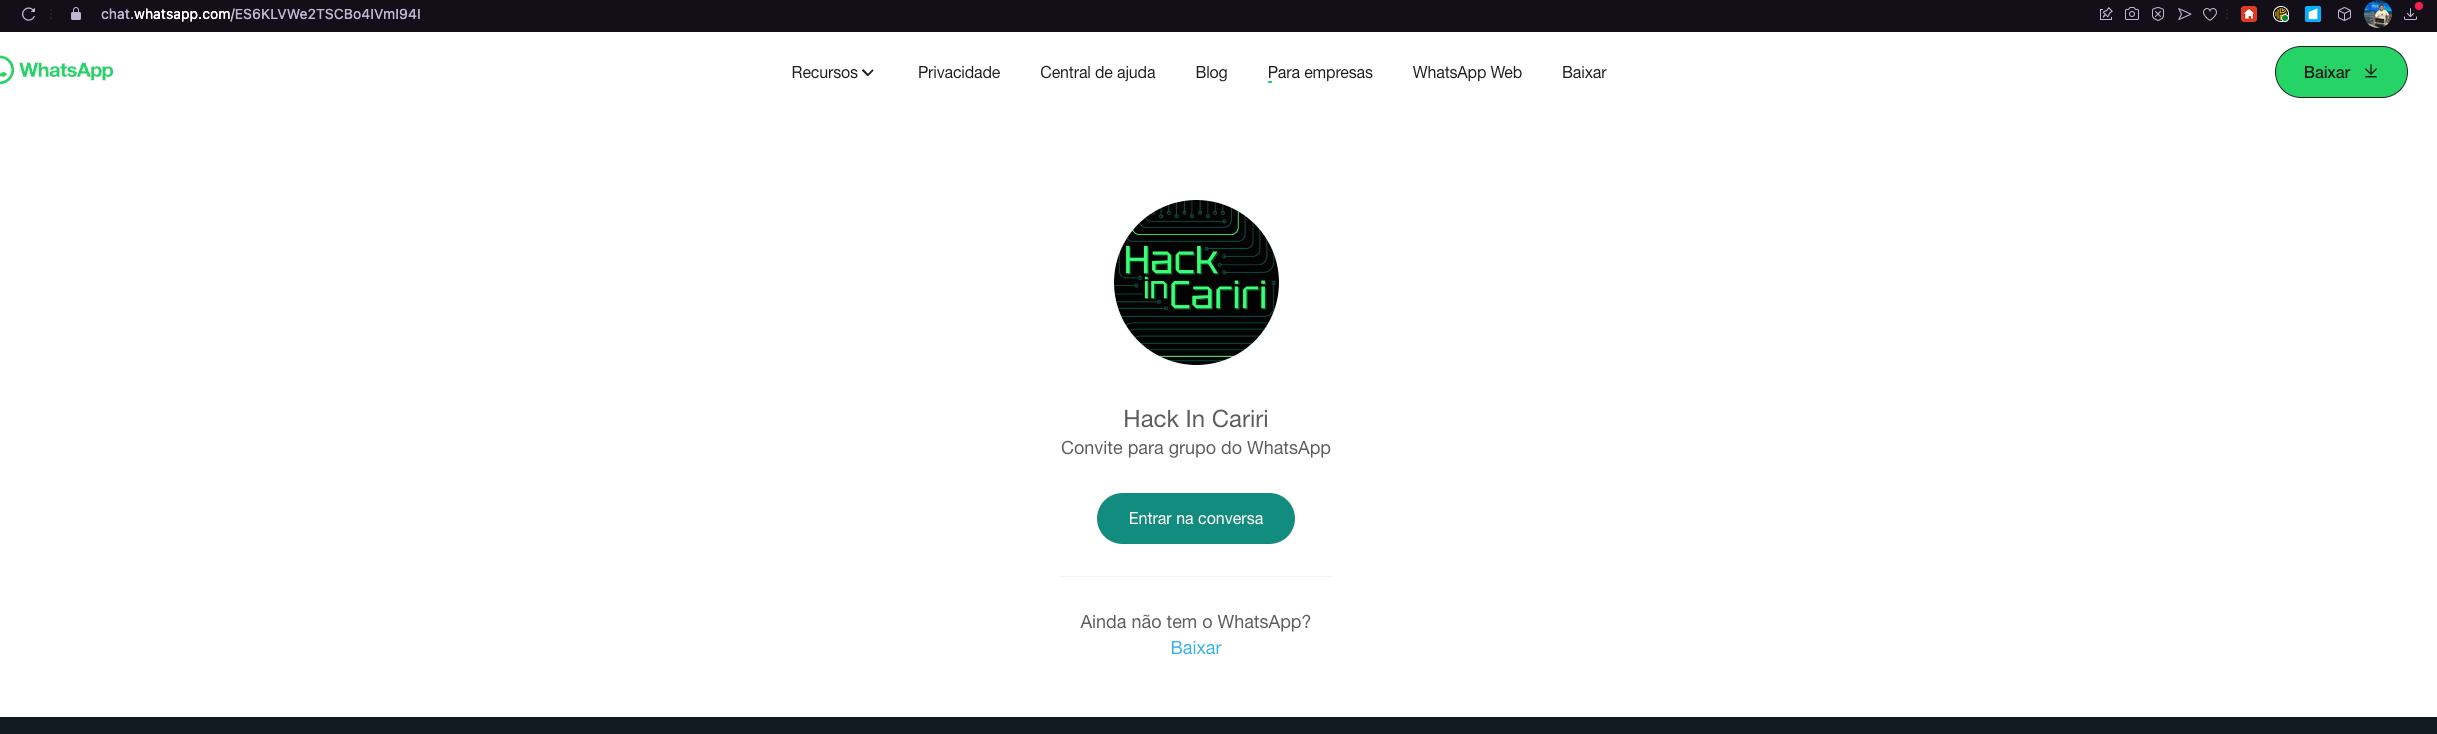 chat.whatsapp.com/ES6KLVWe2TSCBo4IVmI94I
WhatsApp
Recursos Privacidade Central de ajuda Blog Para empresas WhatsApp Web Baixar
Baixar
Hack
inCariri
Hack In Cariri
Convite para grupo do WhatsApp
Entrar na conversa
Ainda não tem o WhatsApp?
Baixar